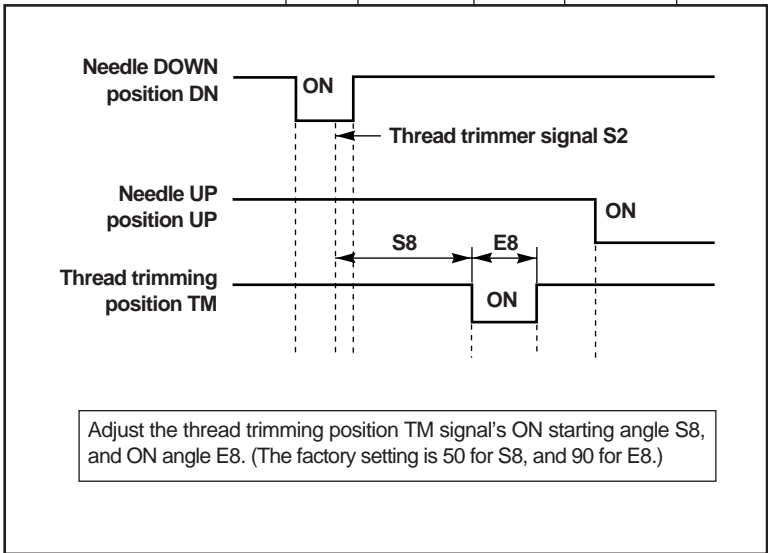 Needle DOWN
position DN
ON
Thread trimmer signal S2
Needle UP
position UP
ON
S8
E8
Thread trimming
position TM
ON
Adjust the thread trimming position TM signal's ON starting angle S8,
and ON angle E8. (The factory setting is 50 for S8, and 90 for E8.)